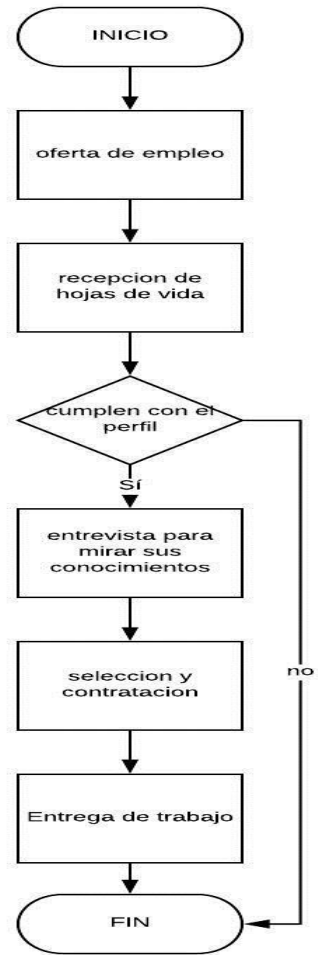 INICIO
oferta de empleo
recepcion de
hojas de vida
cumplen con el
perfil
Sí
entrevista para
mirar sus
conocimientos
seleccion y
contratacion
no
Entrega de trabajo
FIN